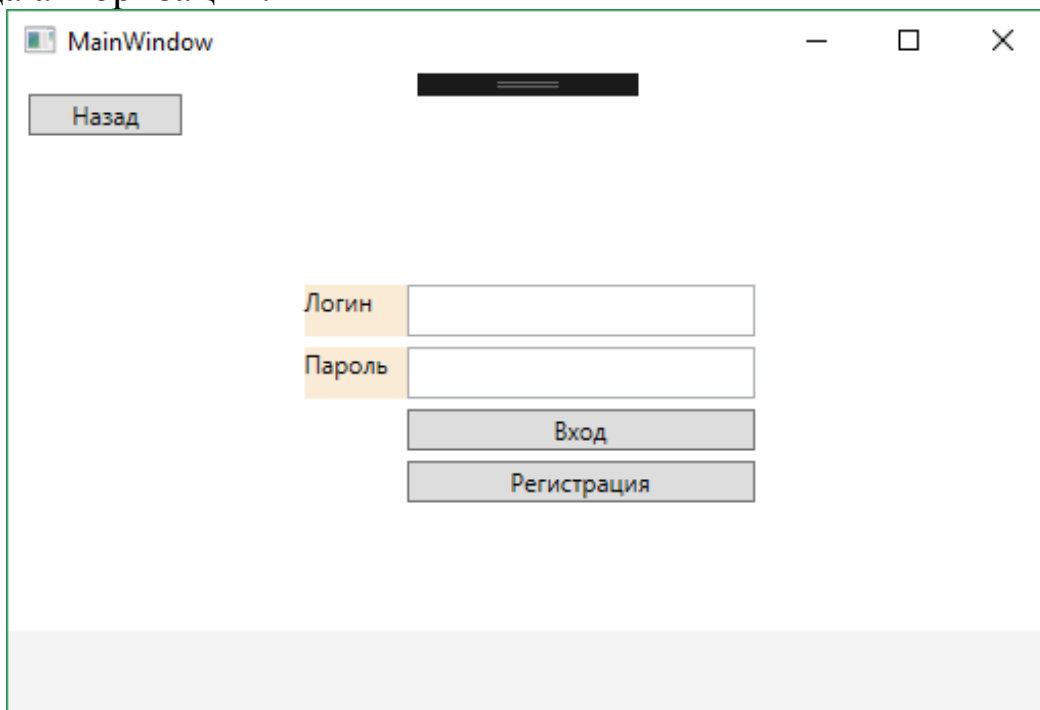 MainWindow
Назад
Логин
Пароль
Вход
Регистрация